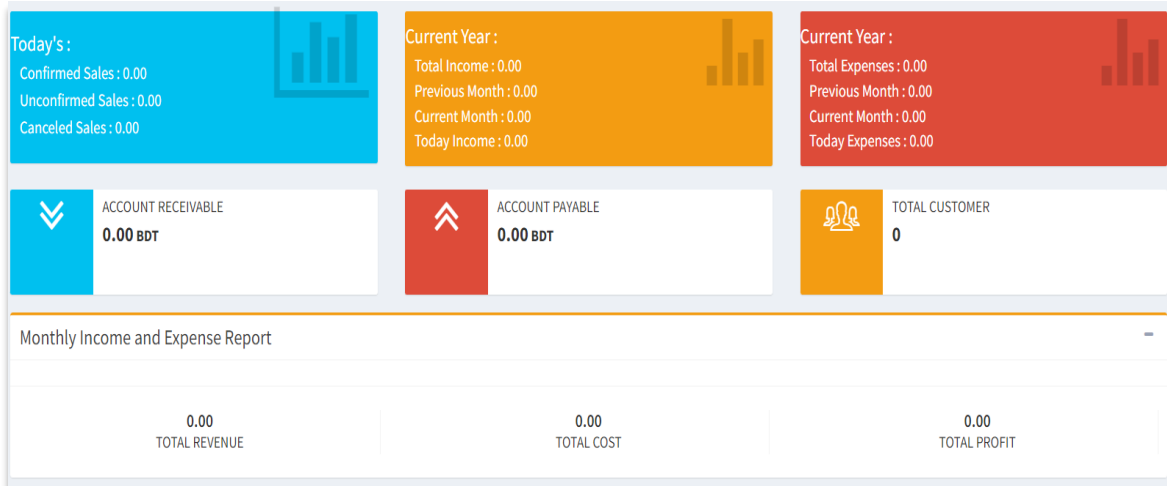 Today's :
Confirmed Sales : 0.00
Unconfirmed Sales : 0.00
Canceled Sales : 0.00
Current Year :
Total Income : 0.00
Previous Month : 0.00
Current Month : 0.00
Today Income : 0.00
Current Year :
Total Expenses : 0.00
Previous Month : 0.00
Current Month : 0.00
Today Expenses : 0.00
ACCOUNT RECEIVABLE
0.00 BDT
ACCOUNT PAYABLE
0.00 BDT
TOTAL CUSTOMER
0
Monthly Income and Expense Report
0.00
TOTAL REVENUE
0.00
TOTAL COST
0.00
TOTAL PROFIT